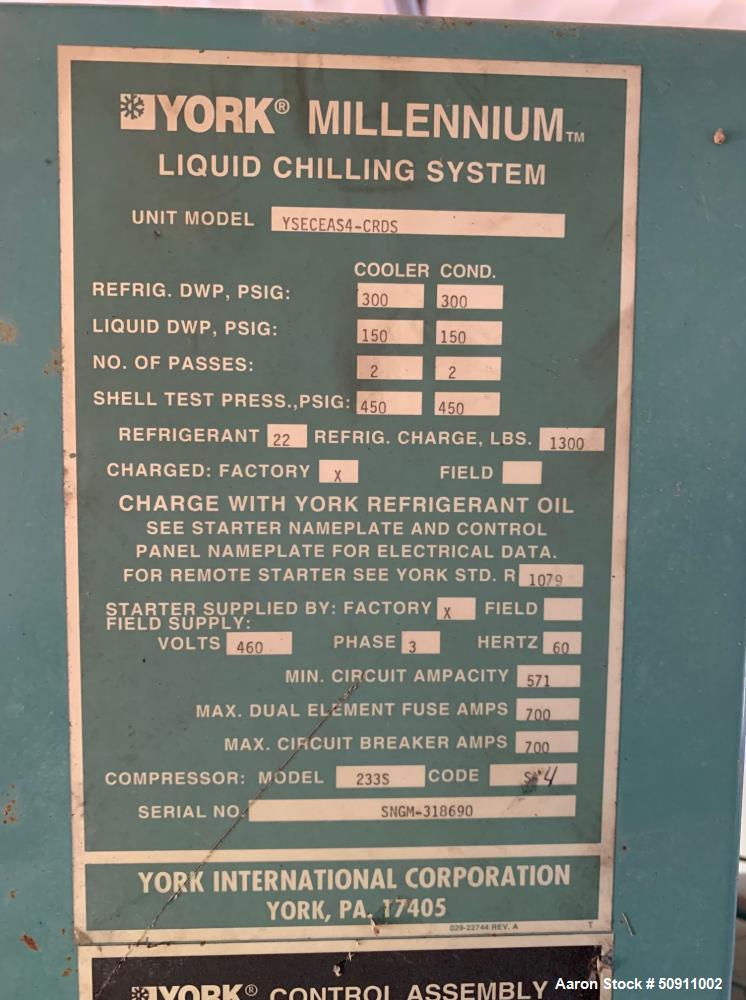 YORK® MILLENNIUM™
LIQUID CHILLING SYSTEM
UNIT MODEL YSECEAS4-CRDS
COOLER COND.
REFRIG. DWP, PSIG: 300 300
LIQUID DWP, PSIG: 150 150
NO. OF PASSES: 2 2
SHELL TEST PRESS.,PSIG: 450 450
REFRIGERANT 22 REFRIG. CHARGE, LBS. 1300
CHARGED: FACTORY X FIELD
CHARGE WITH YORK REFRIGERANT OIL
SEE STARTER NAMEPLATE AND CONTROL
PANEL NAMEPLATE FOR ELECTRICAL DATA.
FOR REMOTE STARTER SEE YORK STD. R 1079
STARTER SUPPLIED BY: FACTORY X FIELD
FIELD SUPPLY:
VOLTS 460 PHASE 3 HERTZ 60
MIN. CIRCUIT AMPACITY 571
MAX. DUAL ELEMENT FUSE AMPS 700
MAX. CIRCUIT BREAKER AMPS 700
COMPRESSOR: MODEL 233S CODE 4
SERIAL NO. SNGM-318690
YORK INTERNATIONAL CORPORATION
YORK, PA. 17405
029-22744 REV. A T
YORK® CONTROL ASSEMBLY
Aaron Stock # 50911002